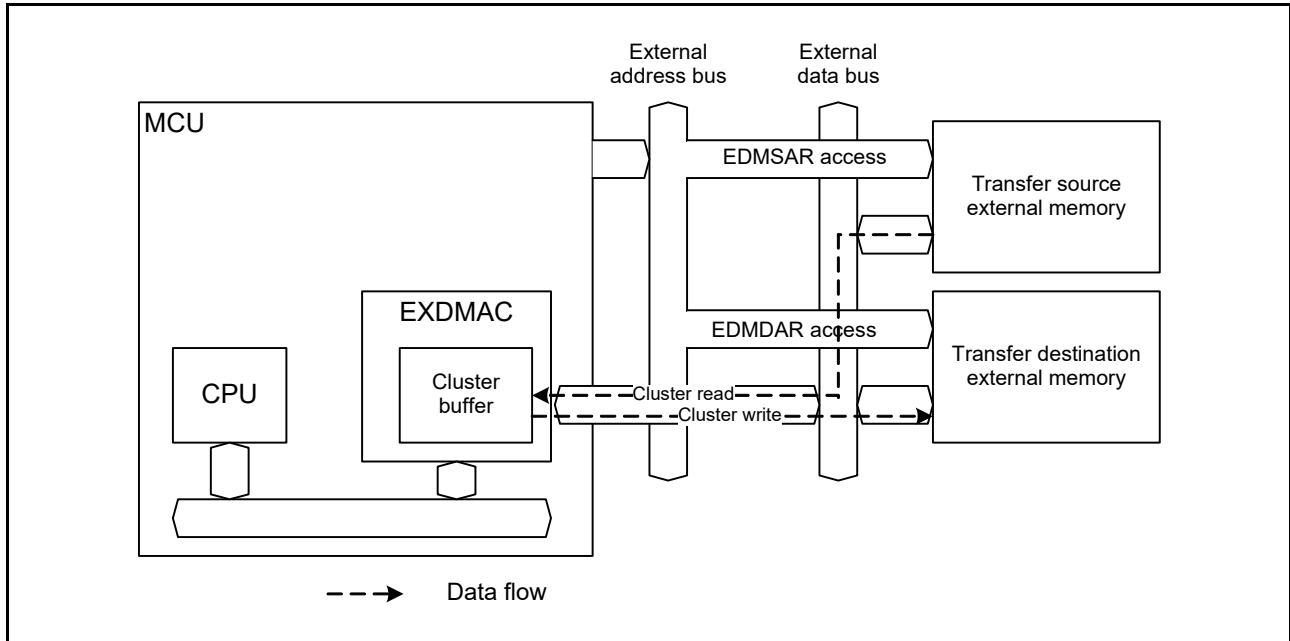 External
address bus
External
data bus
MCU
EDMSAR access
Transfer source
external memory
EXDMAC
EDMDAR access
Transfer destination
external memory
CPU
Cluster
buffer
Cluster read
Cluster write
Data flow